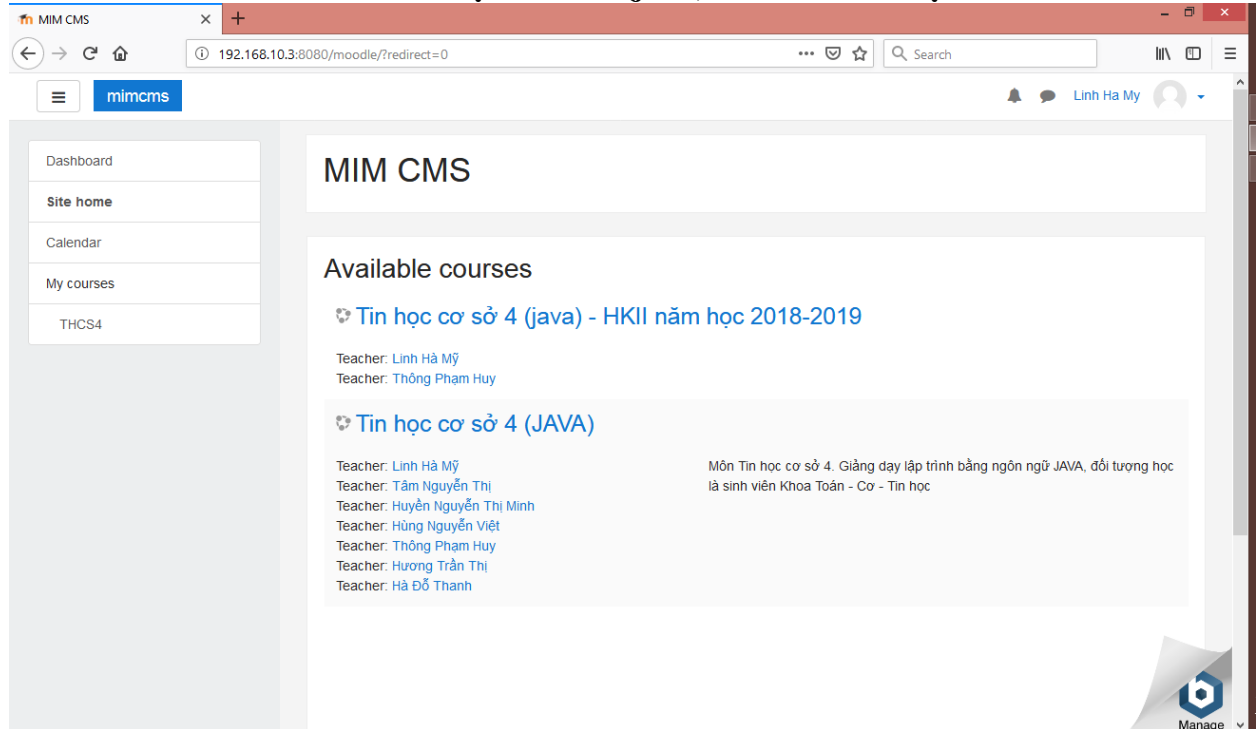 MIM CMS
192.168.10.3:8080/moodle/?redirect=0
Search
mimcms
Linh Ha My
Dashboard
Site home
Calendar
My courses
THCS4
MIM CMS
Available courses
Tin học cơ sở 4 (java) - HKII năm học 2018-2019
Teacher: Linh Hà Mỹ
Teacher: Thông Phạm Huy
Tin học cơ sở 4 (JAVA)
Teacher: Linh Hà Mỹ
Teacher: Tâm Nguyễn Thị
Teacher: Huyền Nguyễn Thị Minh
Teacher: Hùng Nguyễn Việt
Teacher: Thông Phạm Huy
Teacher: Hương Trần Thị
Teacher: Hà Đỗ Thanh
Môn Tin học cơ sở 4. Giảng dạy lập trình bằng ngôn ngữ JAVA, đối tượng học
là sinh viên Khoa Toán - Cơ - Tin học
Manage